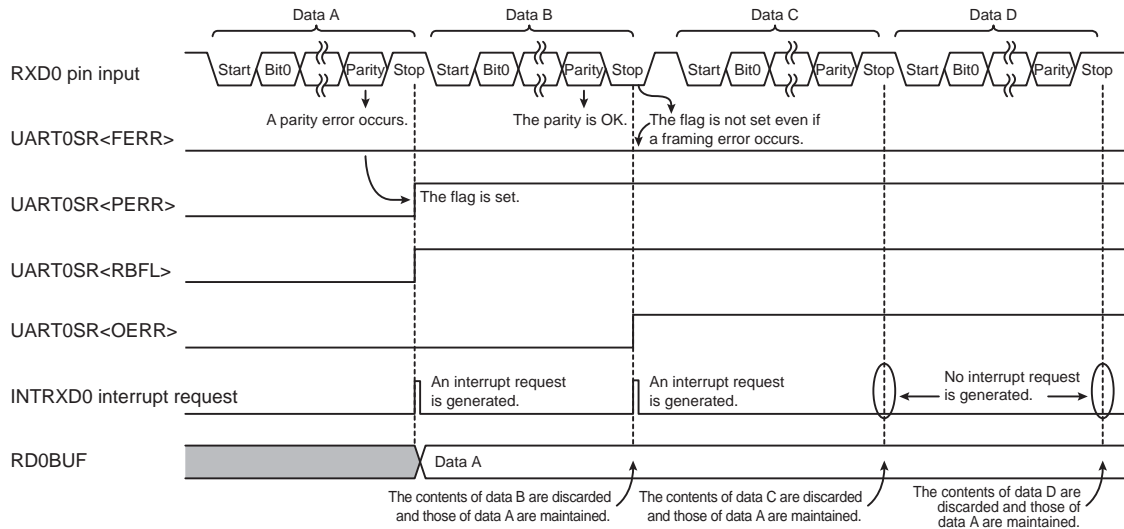 Data A Data B Data C Data D
RXD0 pin input
Start Bit0 Parity Stop Start Bit0 Parity Stop Start Bit0 Parity Stop Start Bit0 Parity Stop
A parity error occurs.
The parity is OK.
The flag is not set even if
a framing error occurs.
UART0SR<FERR>
UART0SR<PERR>
The flag is set.
UART0SR<RBFL>
UART0SR<OERR>
INTRXD0 interrupt request
An interrupt request
is generated.
An interrupt request
is generated.
No interrupt request
is generated.
RD0BUF
Data A
The contents of data B are discarded
and those of data A are maintained.
The contents of data C are discarded
and those of data A are maintained.
The contents of data D are
discarded and those of
data A are maintained.